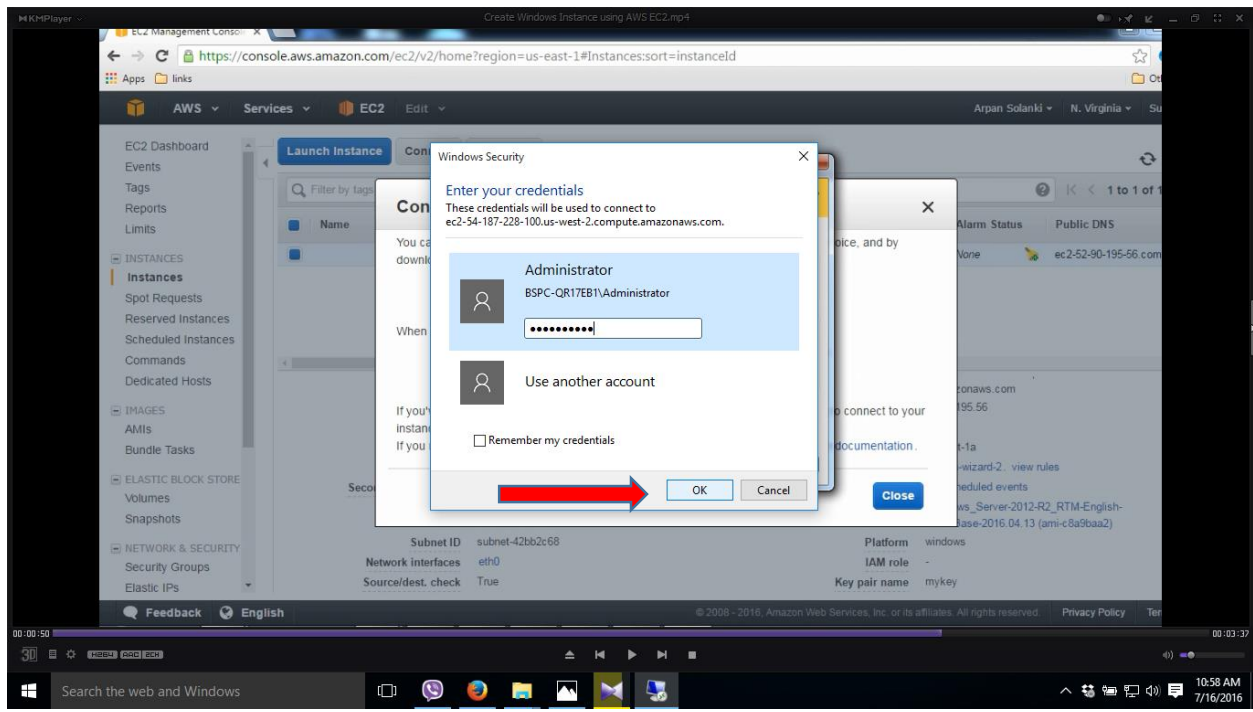 KMPlayer
Create Windows Instance using AWS EC2.mp4
EC2 Management Conso
https://console.aws.amazon.com/ec2/v2/home?region=us-east-1#Instances:sort=instanceId
Apps links
AWS Services EC2 Edit Arpan Solanki N. Virginia Su
EC2 Dashboard
Events
Tags
Reports
Limits
INSTANCES
Instances
Spot Requests
Reserved Instances
Scheduled Instances
Commands
Dedicated Hosts
IMAGES
AMIs
Bundle Tasks
ELASTIC BLOCK STORE
Volumes
Snapshots
NETWORK & SECURITY
Security Groups
Elastic IPs
Launch Instance
Filter by tags
1 to 1 of 1
Name
Alarm Status Public DNS
None ec2-52-90-195-56.com
Windows Security
Enter your credentials
These credentials will be used to connect to
ec2-54-187-228-100.us-west-2.compute.amazonaws.com.
Administrator
BSPC-QR17EB1\Administrator
Use another account
Remember my credentials
OK Cancel
Con
You ca
downl
When
If you'v
instan
If you
oice, and by
o connect to your
documentation.
Close
zonaws.com
195.56
t-1a
-wizard-2. view rules
heduled events
ws_Server-2012-R2_RTM-English-
Base-2016.04.13 (ami-c8a9baa2)
Secu
Subnet ID subnet-42bb2c68
Network interfaces eth0
Source/dest. check True
Platform windows
IAM role -
Key pair name mykey
Feedback English
© 2008 - 2016, Amazon Web Services, Inc. or its affiliates. All rights reserved. Privacy Policy Ter
00:00:50
00:03:37
3D H264 AAC 2CH
Search the web and Windows
10:58 AM
7/16/2016